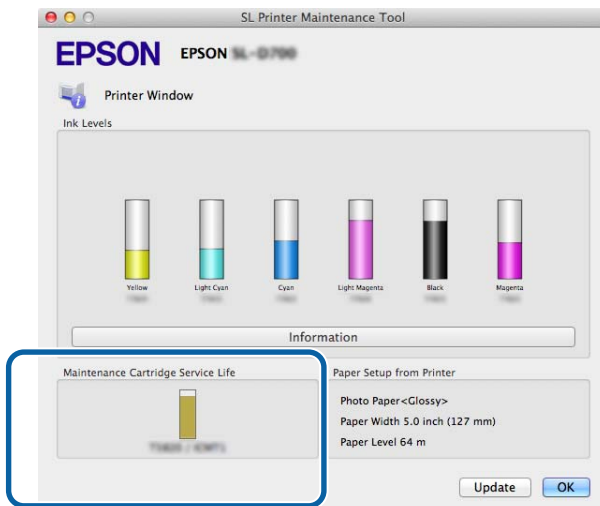 SL Printer Maintenance Tool
EPSON EPSON
Printer Window
Ink Levels
Yellow Light Cyan Cyan Light Magenta Black Magenta
Information
Maintenance Cartridge Service Life
Paper Setup from Printer
Photo Paper<Glossy>
Paper Width 5.0 inch (127 mm)
Paper Level 64 m
Update OK